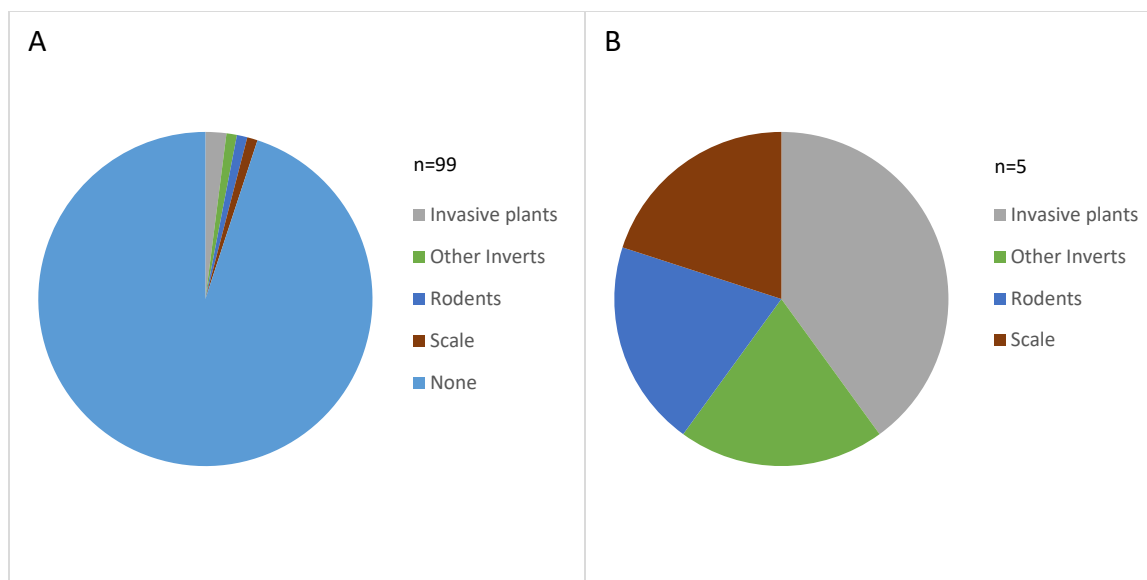 A
n=99
Invasive plants
Other Inverts
Rodents
Scale
None
B
n=5
Invasive plants
Other Inverts
Rodents
Scale